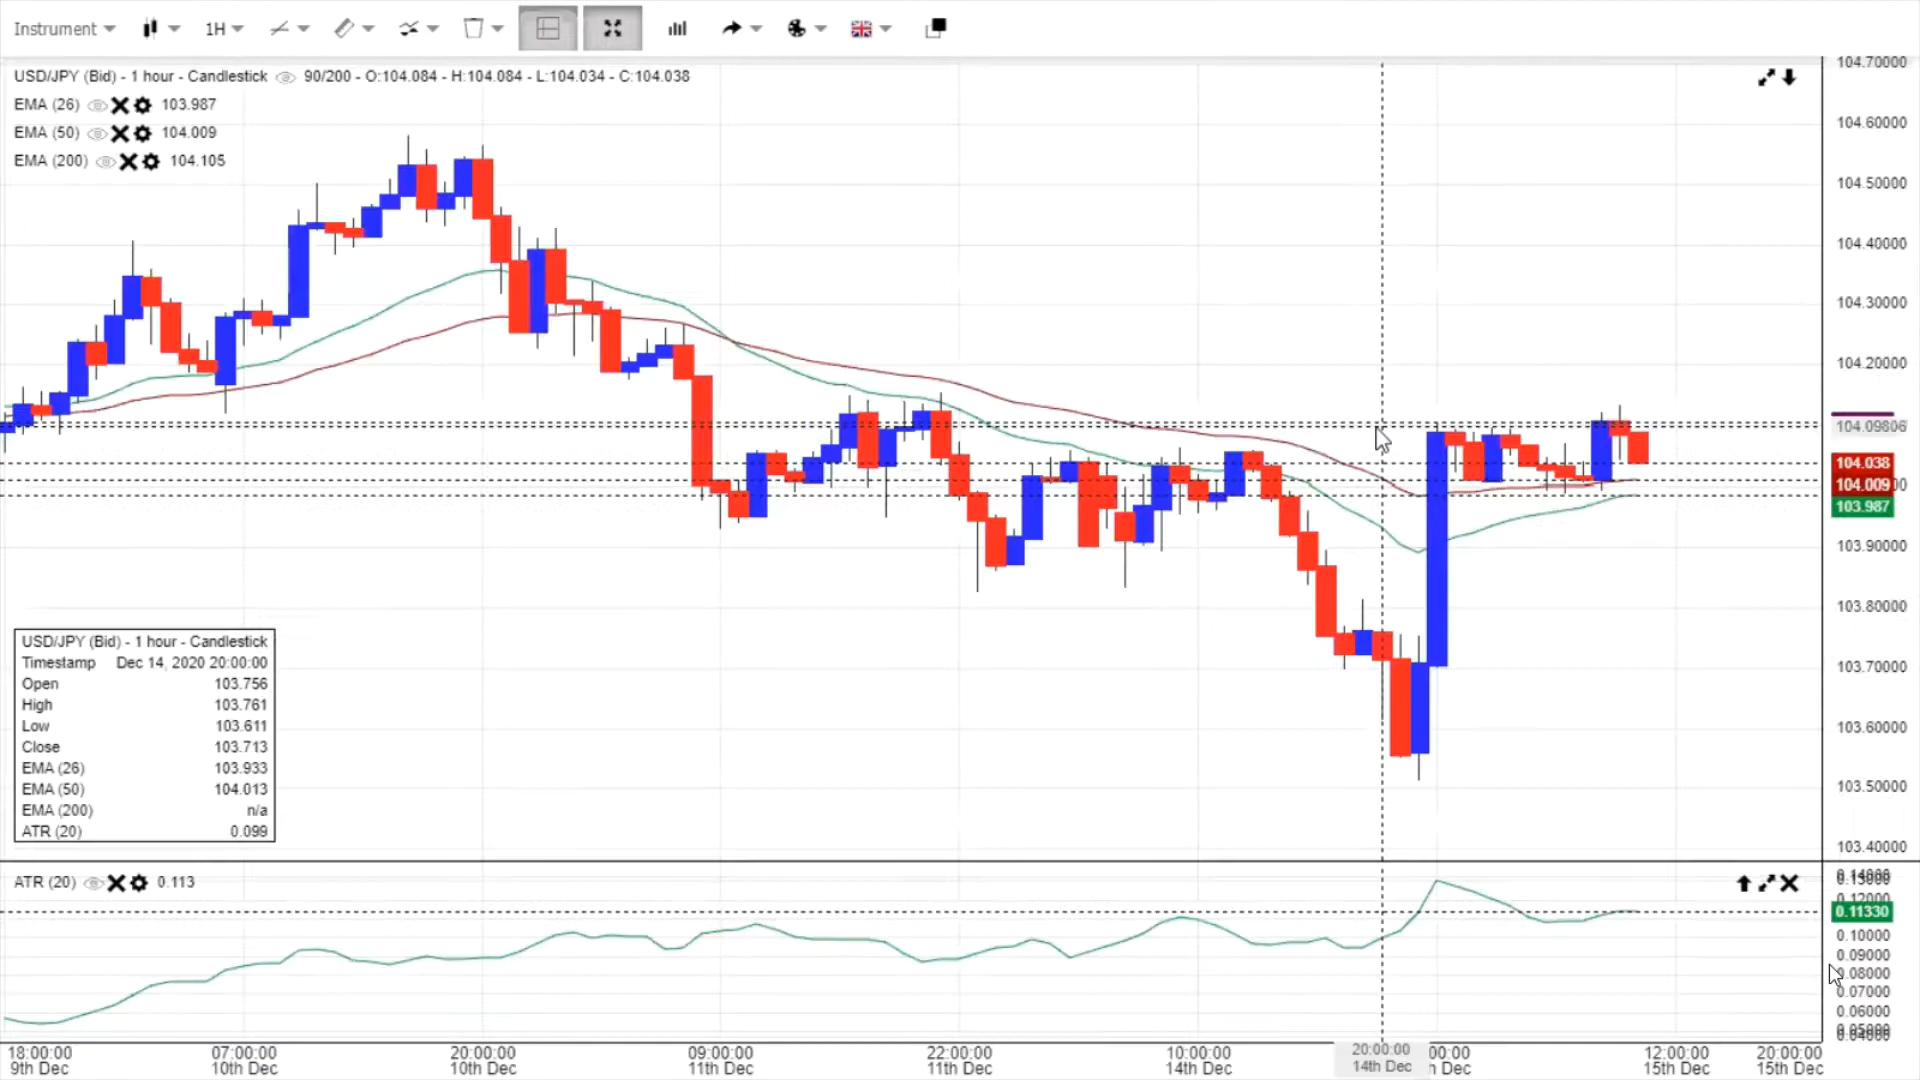 Instrument 1H
USD/JPY (Bid) - 1 hour - Candlestick 90/200 - O:104.084 - H:104.084 - L:104.034 - C:104.038
EMA (26) 103.987
EMA (50) 104.009
EMA (200) 104.105
104.70000
104.60000
104.50000
104.40000
104.30000
104.20000
104.038
104.009
103.987
103.90000
103.80000
103.70000
103.60000
103.50000
103.40000
USD/JPY (Bid) - 1 hour - Candlestick
Timestamp Dec 14, 2020 20:00:00
Open 103.756
High 103.761
Low 103.611
Close 103.713
EMA (26) 103.933
EMA (50) 104.013
EMA (200) n/a
ATR (20) 0.099
ATR (20) 0.113
0.12000
0.11330
0.10000
0.09000
0.08000
0.07000
0.06000
18:00:00 07:00:00 20:00:00 09:00:00 22:00:00 10:00:00 20:00:00 00:00 12:00:00 20:00:00
9th Dec 10th Dec 10th Dec 11th Dec 11th Dec 14th Dec 14th Dec h Dec 15th Dec 15th Dec